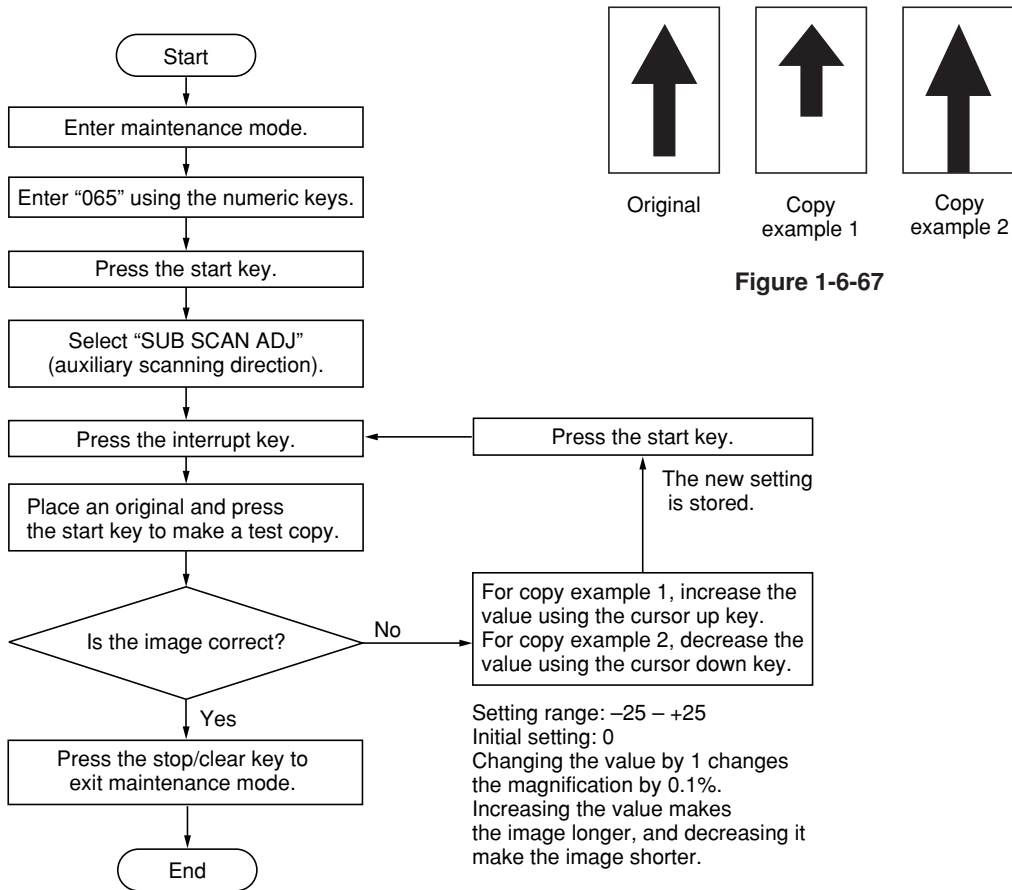 Start
Enter maintenance mode.
Enter “065” using the numeric keys.
Press the start key.
Select “SUB SCAN ADJ”
(auxiliary scanning direction).
Press the interrupt key.
Place an original and press
the start key to make a test copy.
Is the image correct?
Yes
Press the stop/clear key to
exit maintenance mode.
End
No
For copy example 1, increase the
value using the cursor up key.
For copy example 2, decrease the
value using the cursor down key.
The new setting
is stored.
Press the start key.
Setting range: –25 – +25
Initial setting: 0
Changing the value by 1 changes
the magnification by 0.1%.
Increasing the value makes
the image longer, and decreasing it
make the image shorter.
Original
Copy
example 1
Copy
example 2
Figure 1-6-67